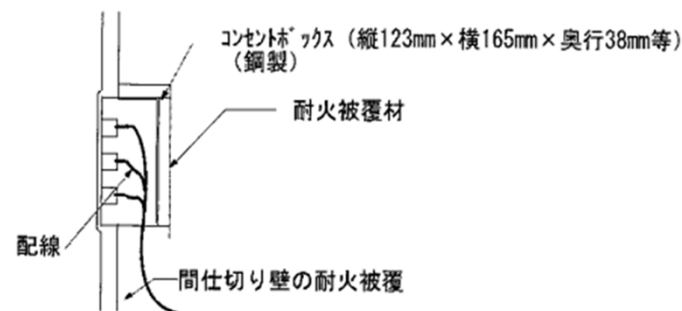 ｺﾝｾﾝﾄﾎﾞｯｸｽ（縦123mm×横165mm×奥行38mm等）
（鋼製）
耐火被覆材
配線
間仕切り壁の耐火被覆